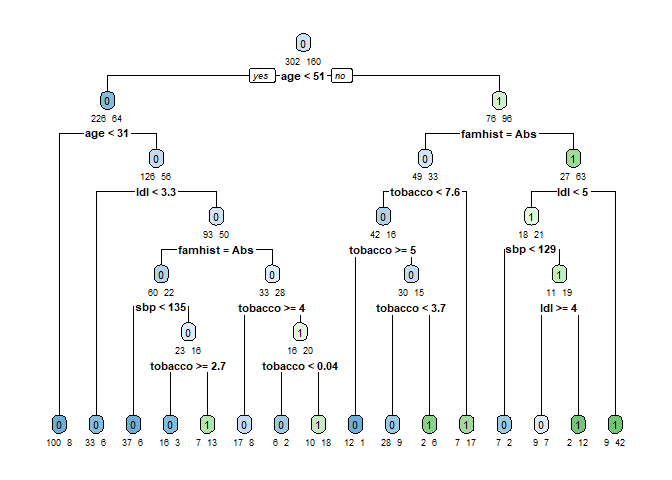 0
302 160
yes age < 51 no
0 1
226 64 76 96
age < 31 famhist = Abs
0 0 1
126 56 49 33 27 63
ldl < 3.3 tobacco < 7.6 ldl < 5
0 0 1
93 50 42 16 18 21
famhist = Abs tobacco >= 5 sbp < 129
0 0 0 1
60 22 33 28 30 15 11 19
sbp < 135 tobacco >= 4 tobacco < 3.7 ldl >= 4
0 1
23 16 16 20
tobacco >= 2.7 tobacco < 0.04
0 0 0 0 1 0 0 1 0 0 1 1 0 0 1 1
100 8 33 6 37 6 16 3 7 13 17 8 6 2 10 18 12 1 28 9 2 6 7 17 7 2 9 7 2 12 9 42